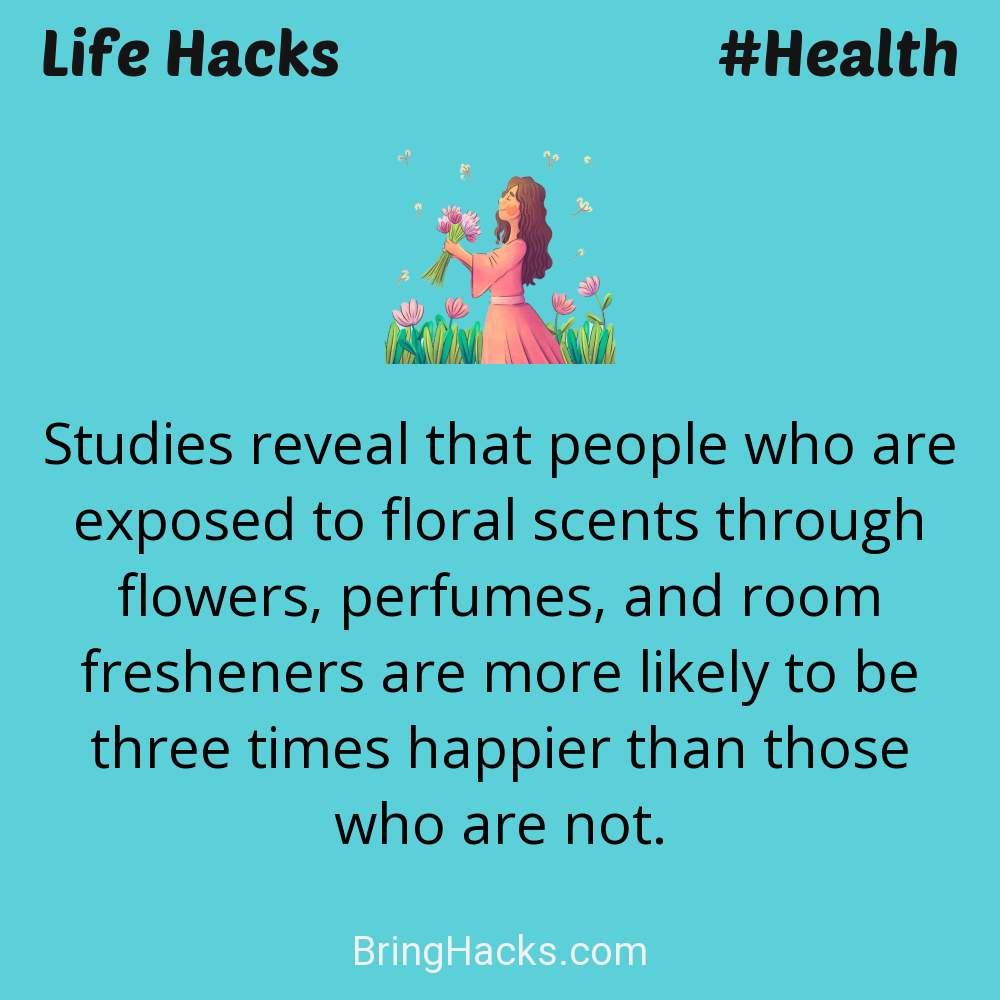 Life Hacks
#Health
Studies reveal that people who are
exposed to floral scents through
flowers, perfumes, and room
fresheners are more likely to be
three times happier than those
who are not.
BringHacks.com